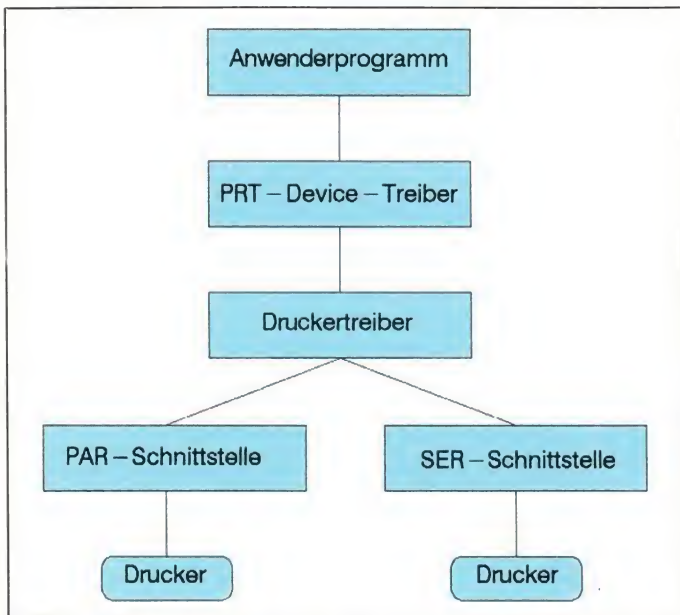 Anwenderprogramm
PRT – Device – Treiber
Druckertreiber
PAR – Schnittstelle
SER – Schnittstelle
Drucker
Drucker